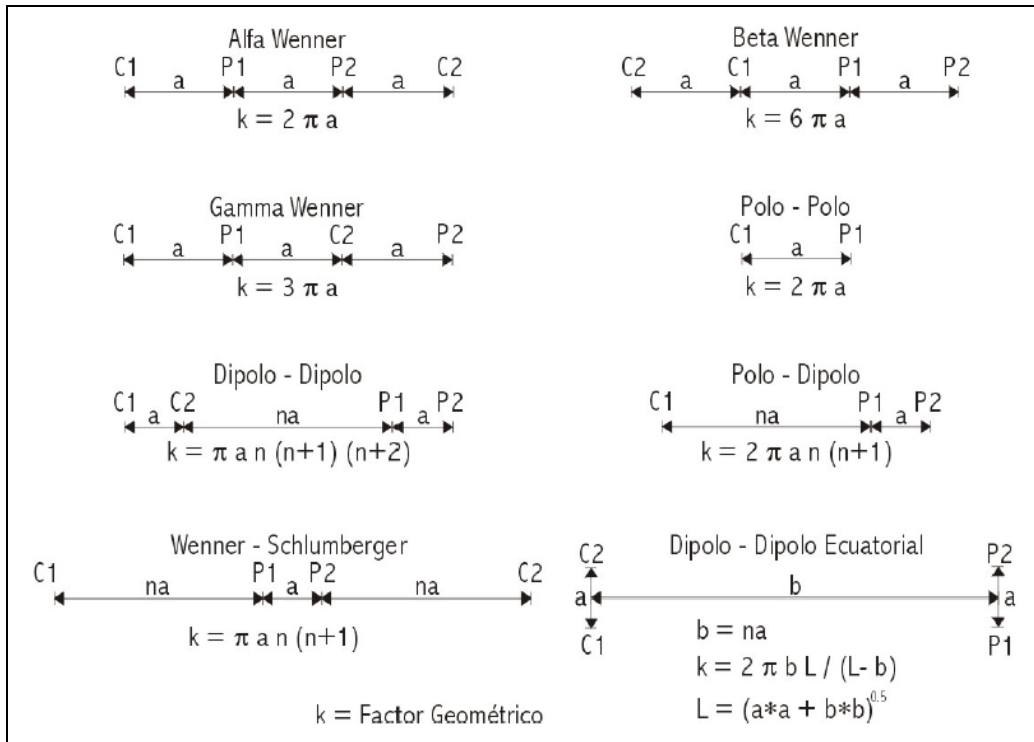 Alfa Wenner
C1 P1 P2 C2
a a a
k = 2 π a
Beta Wenner
C2 C1 P1 P2
a a a
k = 6 π a
Gamma Wenner
C1 P1 C2 P2
a a a
k = 3 π a
Polo - Polo
C1 P1
a
k = 2 π a
Dipolo - Dipolo
C1 C2 P1 P2
a na a
k = π a n (n+1) (n+2)
Polo - Dipolo
C1 P1 P2
na a
k = 2 π a n (n+1)
Wenner - Schlumberger
C1 P1 P2 C2
na a na
k = π a n (n+1)
Dipolo - Dipolo Ecuatorial
C2 P2
a b a
C1 P1
b = na
k = 2 π b L / (L- b)
L = (a*a + b*b)^0.5
k = Factor Geométrico